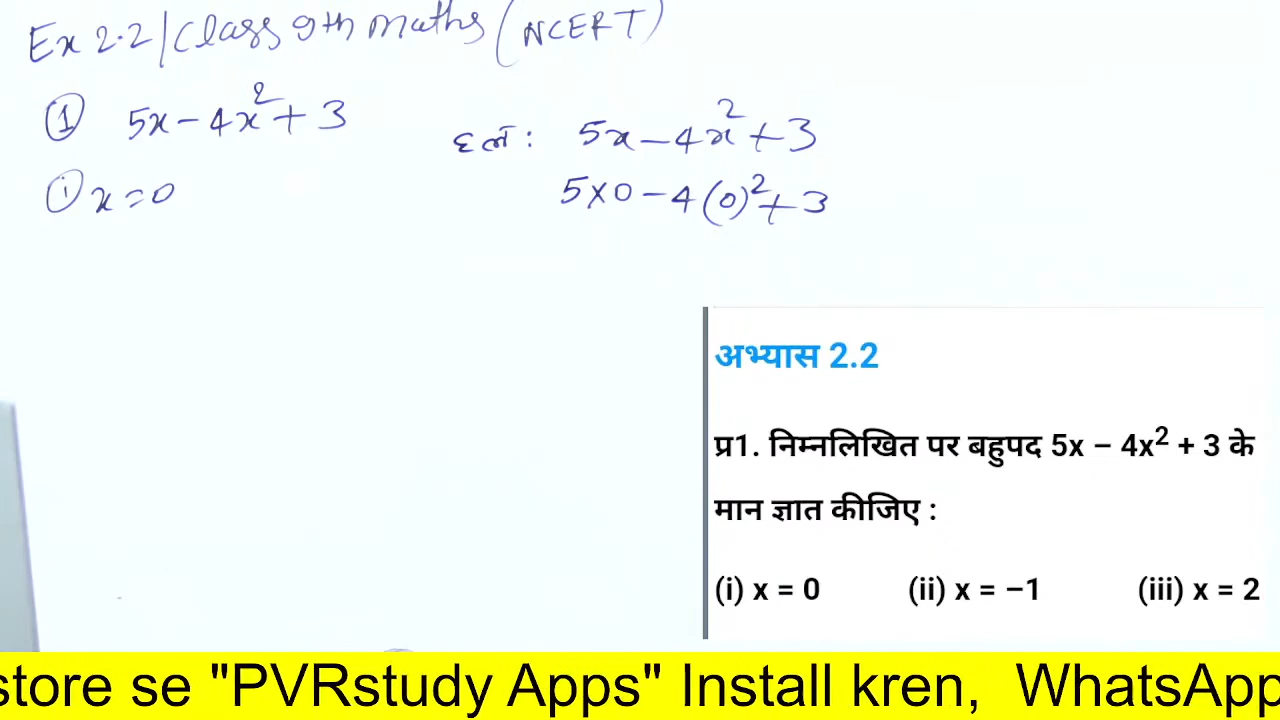 Ex 2.2/Class 9th Maths (NCERT)
① 5x - 4x² + 3
① x = 0
हल: 5x - 4x² + 3
5×0 - 4(0)² + 3
अभ्यास 2.2
प्र1. निम्नलिखित पर बहुपद 5x – 4x² + 3 के
मान ज्ञात कीजिए :
(i) x = 0 (ii) x = –1 (iii) x = 2
store se "PVRstudy Apps" Install kren, WhatsApp